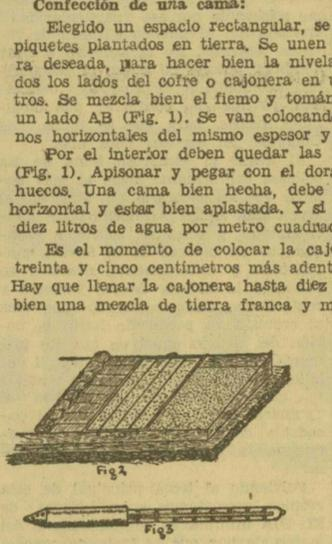 Confección de una cama:
Elegido un espacio rectangular, se
piquetes plantados en tierra. Se unen
ra deseada, para hacer bien la nivela
dos los lados del cofre o cajonera en u
tros. Se mezcla bien el fiemo y tomán
un lado AB (Fig. 1). Se van colocand
nos horizontales del mismo espesor y
Por el interior deben quedar las
(Fig. 1). Apisonar y pegar con el dor
huecos. Una cama bien hecha, debe
horizontal y estar bien aplastada. Y si
diez litros de agua por metro cuadra
Es el momento de colocar la caj
treinta y cinco centímetros más adent
Hay que llenar la cajonera hasta diez
bien una mezcla de tierra franca y m
Fig 2
Fig 3